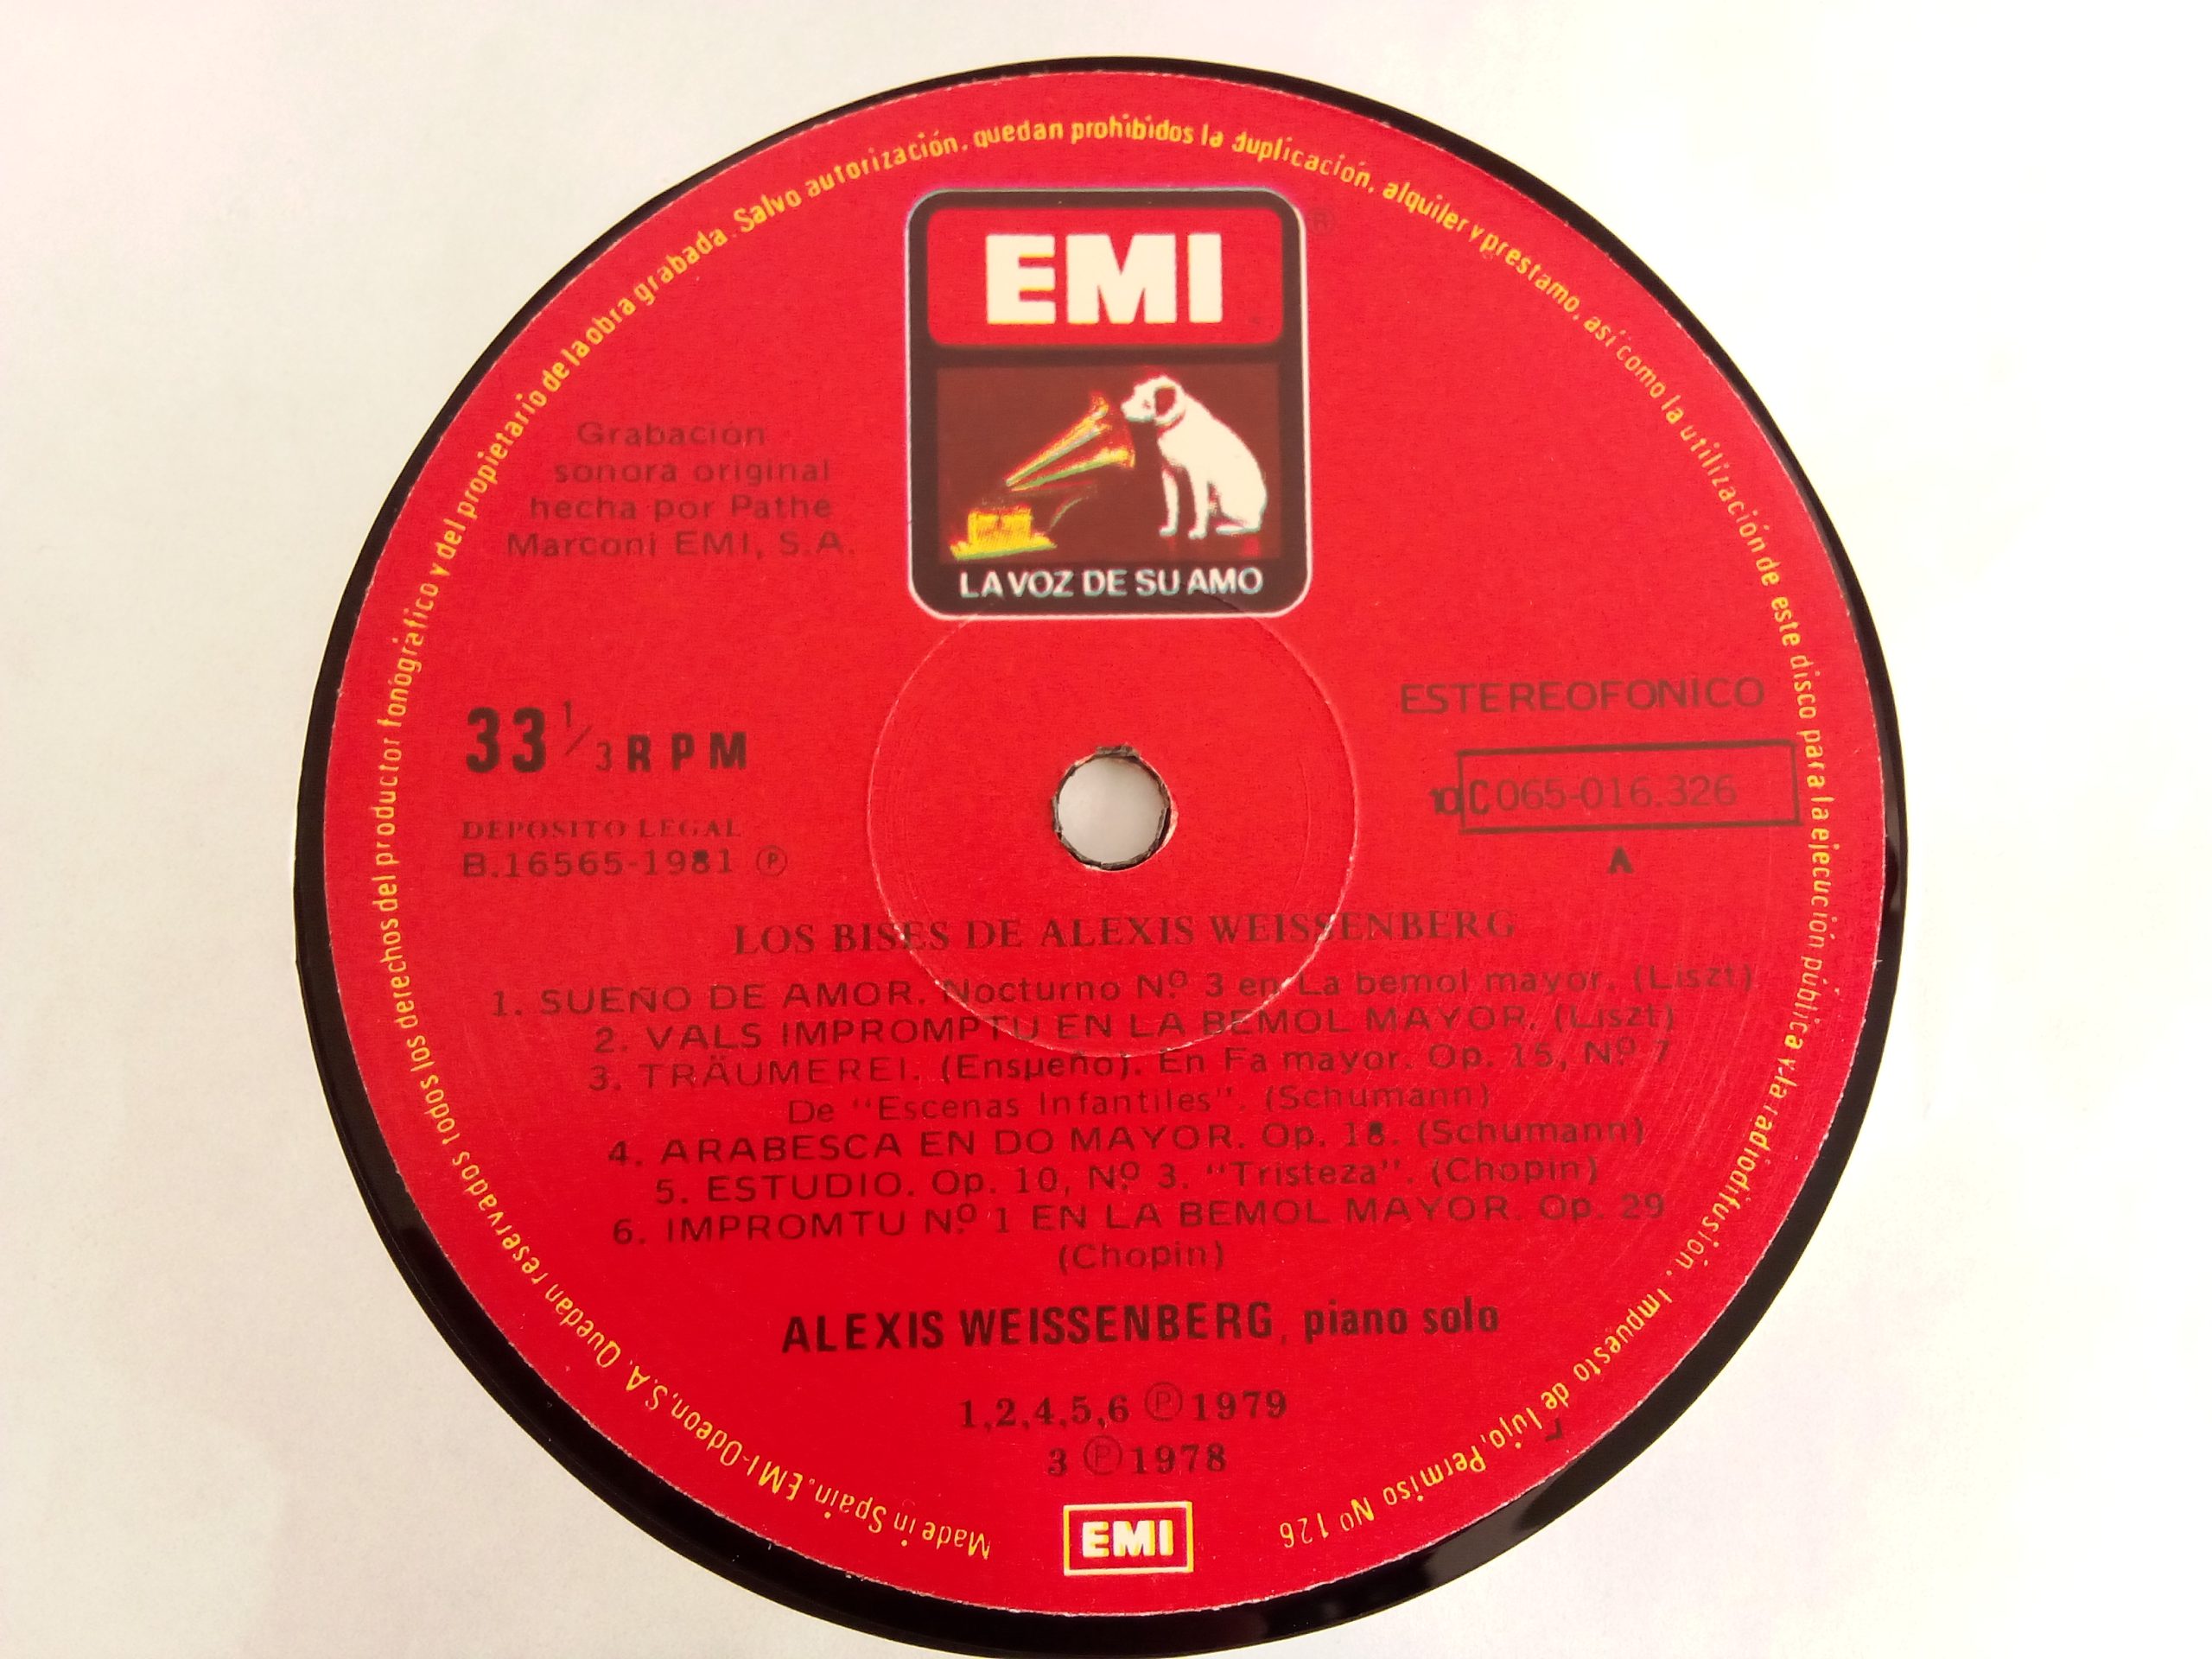 EMI
®
LA VOZ DE SU AMO
Grabación
sonora original
hecha por Pathe
Marconi EMI, S.A.
33 1/3 RPM
DEPOSITO LEGAL
B.16565-1981 Ⓟ
ESTEREOFONICO
10C 065-016.326
A
LOS BISES DE ALEXIS WEISSENBERG
1. SUEÑO DE AMOR. Nocturno Nº 3 en La bemol mayor. (Liszt)
2. VALS IMPROMPTU EN LA BEMOL MAYOR. (Liszt)
3. TRÄUMEREI. (Ensueño). En Fa mayor. Op. 15, Nº 7
De "Escenas Infantiles". (Schumann)
4. ARABESCA EN DO MAYOR. Op. 18. (Schumann)
5. ESTUDIO. Op. 10, Nº 3. "Tristeza". (Chopin)
6. IMPROMTU Nº 1 EN LA BEMOL MAYOR. Op. 29
(Chopin)
ALEXIS WEISSENBERG, piano solo
1,2,4,5,6 Ⓟ 1979
3 Ⓟ 1978
EMI
Made in Spain. EMI-Odeon, S.A. Quedan reservados todos los derechos del productor fonográfico y del propietario de la obra grabada. Salvo autorización, quedan prohibidos la duplicación, alquiler y prestamo, así como la utilización de este disco para la ejecución pública y la radiodifusión. Impuesto de lujo, Permiso Nº 126